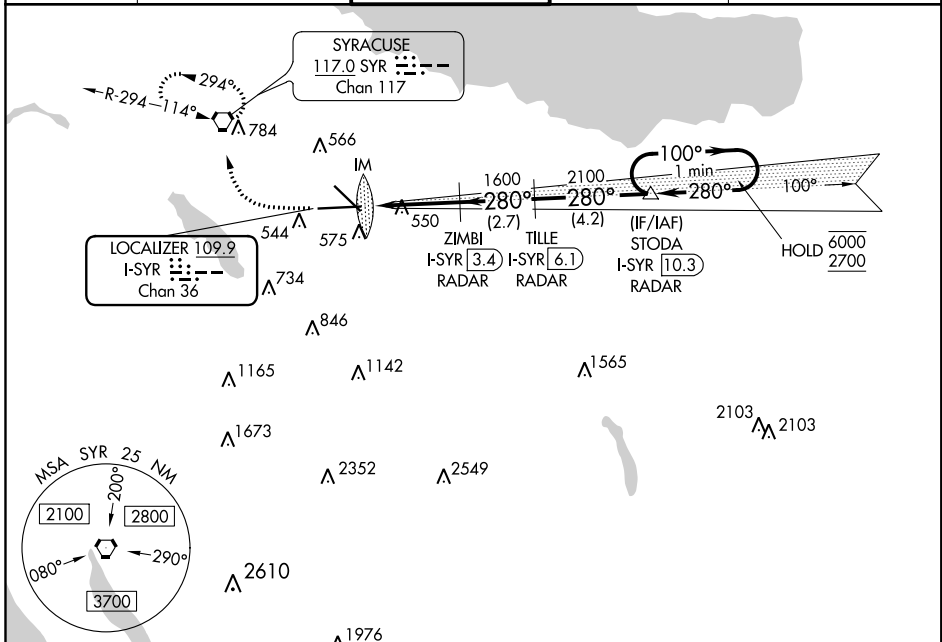 SYRACUSE
117.0 SYR
Chan 117
294°
R-294
114°
784
566
IM
1600
2100
100°
1 min
280°
280°
280°
100°
550
(2.7)
(4.2)
(IF/IAF)
544
575
ZIMBI
I-SYR 3.4
RADAR
TILLE
I-SYR 6.1
RADAR
STODA
I-SYR 10.3
RADAR
HOLD 6000
2700
LOCALIZER 109.9
I-SYR
Chan 36
734
846
1165
1142
1565
1673
2103
2103
2352
2549
MSA SYR 25 NM
200°
2100
2800
080°
290°
3700
2610
1976